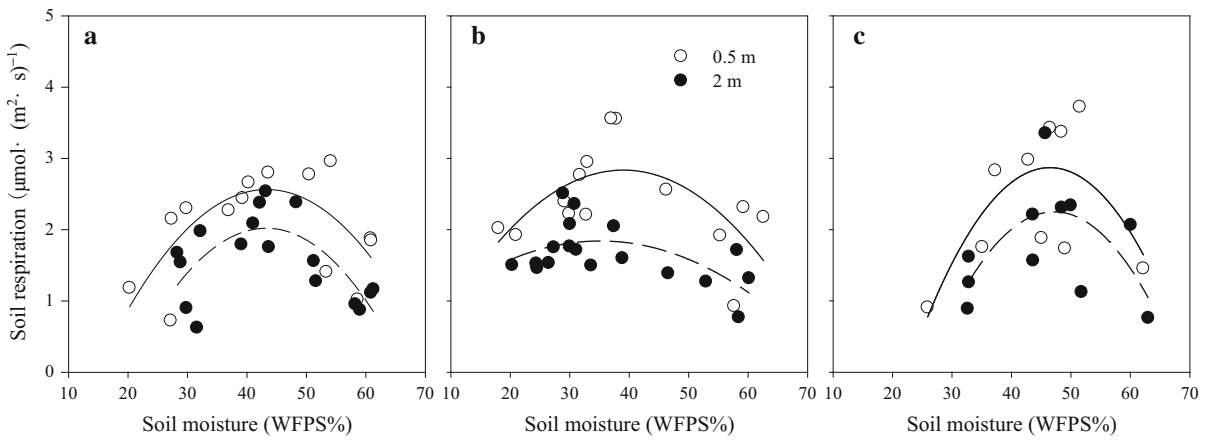 a b c
0.5 m
2 m
Soil respiration (μmol· (m²· s)⁻¹)
5
4
3
2
1
0
10 20 30 40 50 60 70 10 20 30 40 50 60 70 10 20 30 40 50 60 70
Soil moisture (WFPS%) Soil moisture (WFPS%) Soil moisture (WFPS%)